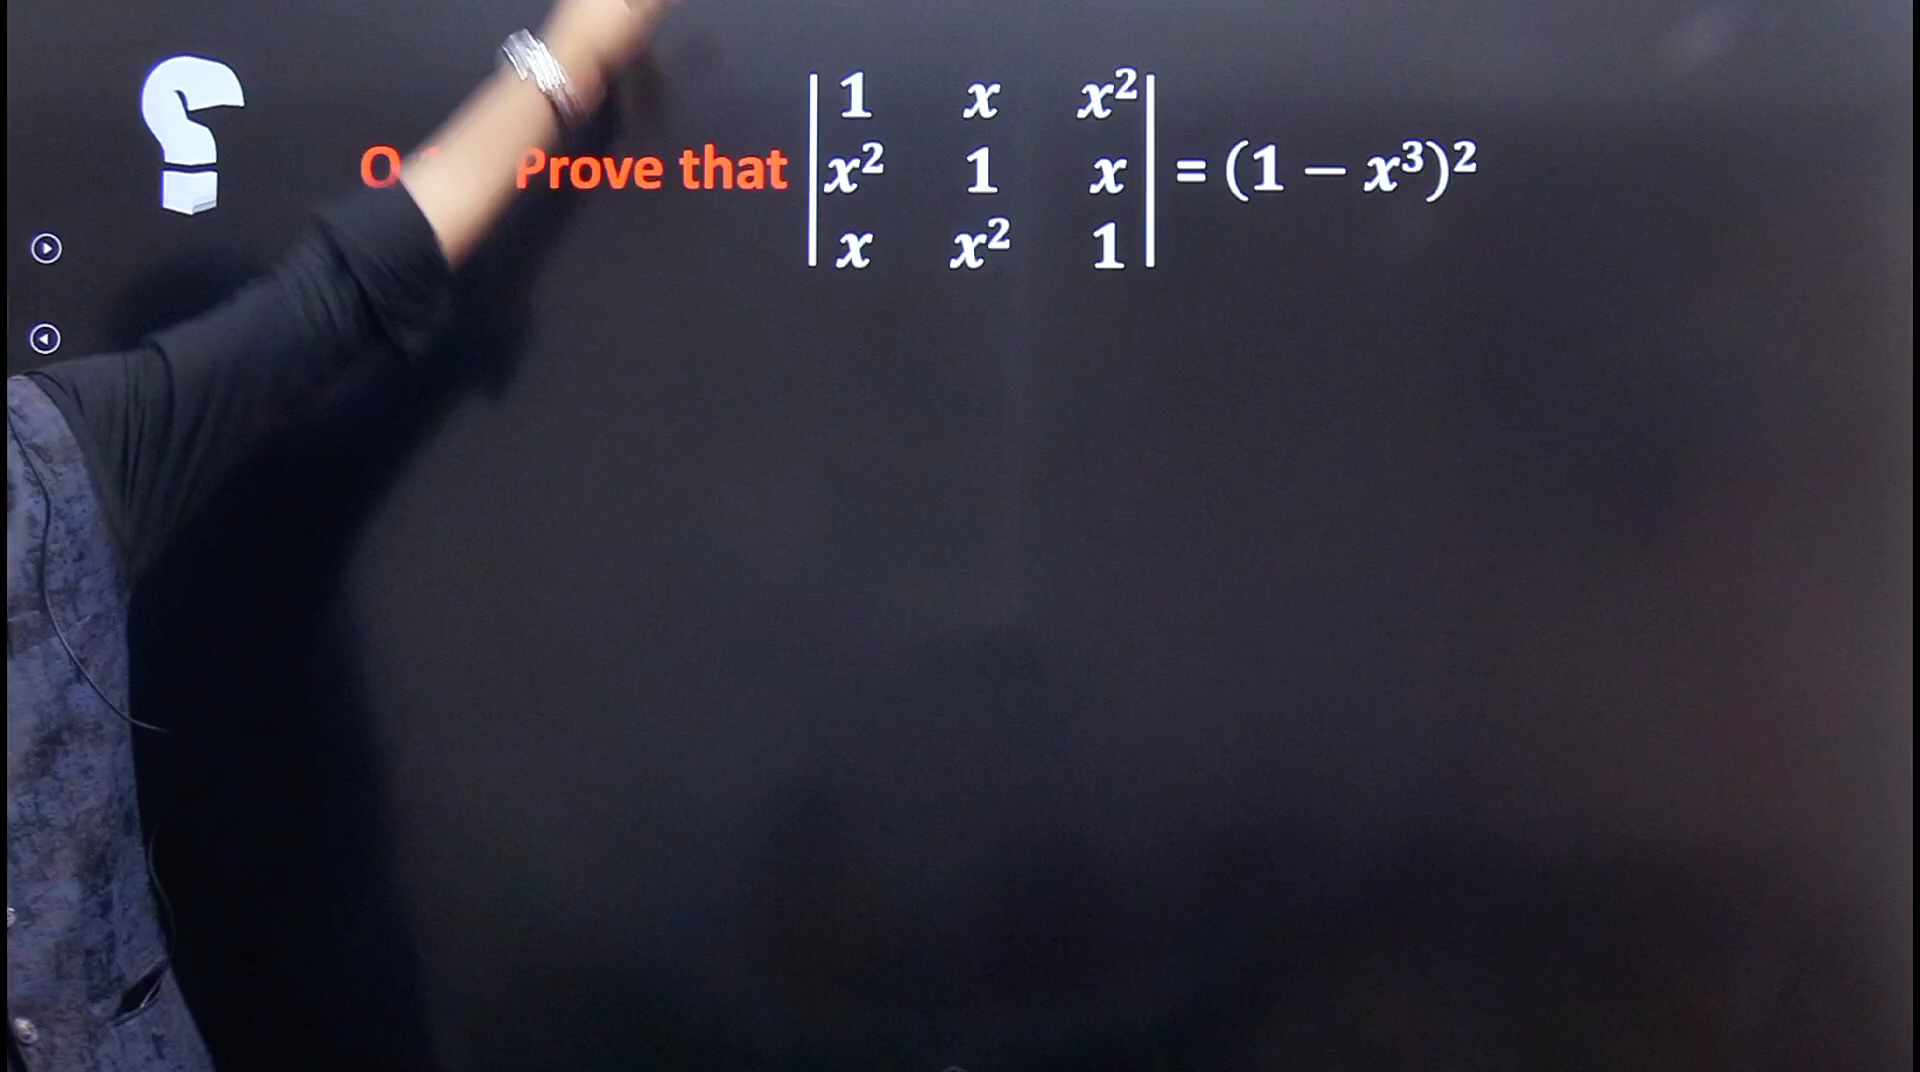 Prove that | 1 x x² |
| x² 1 x | = (1 − x³)²
| x x² 1 |